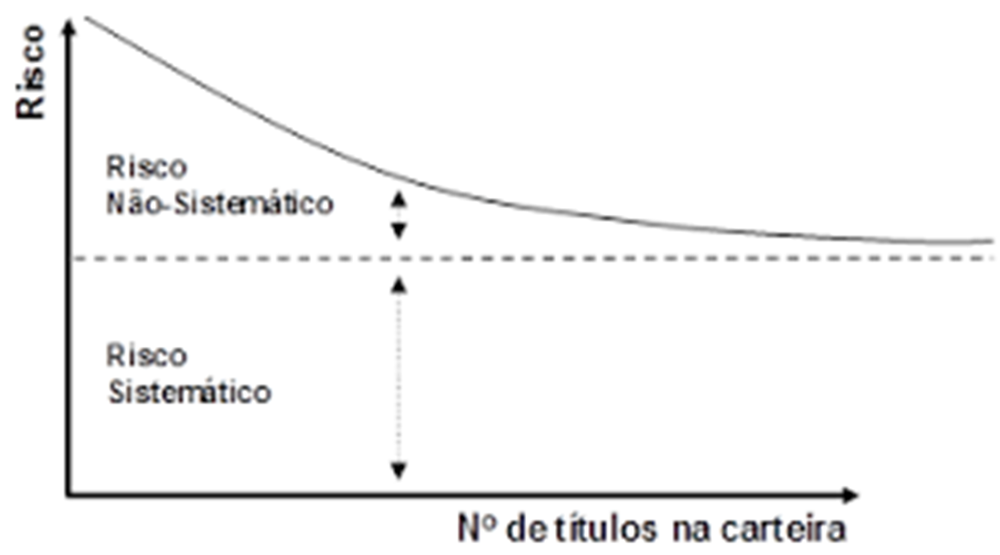 Risco
Risco
Não-Sistemático
Risco
Sistemático
Nº de títulos na carteira